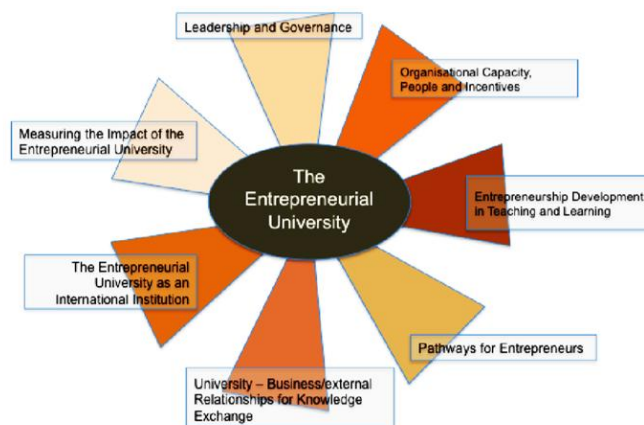 Leadership and Governance
Organisational Capacity,
People and Incentives
Measuring the Impact of the
Entrepreneurial University
The
Entrepreneurial
University
Entrepreneurship Development
in Teaching and Learning
The Entrepreneurial
University as an
International Institution
Pathways for Entrepreneurs
University – Business/external
Relationships for Knowledge
Exchange